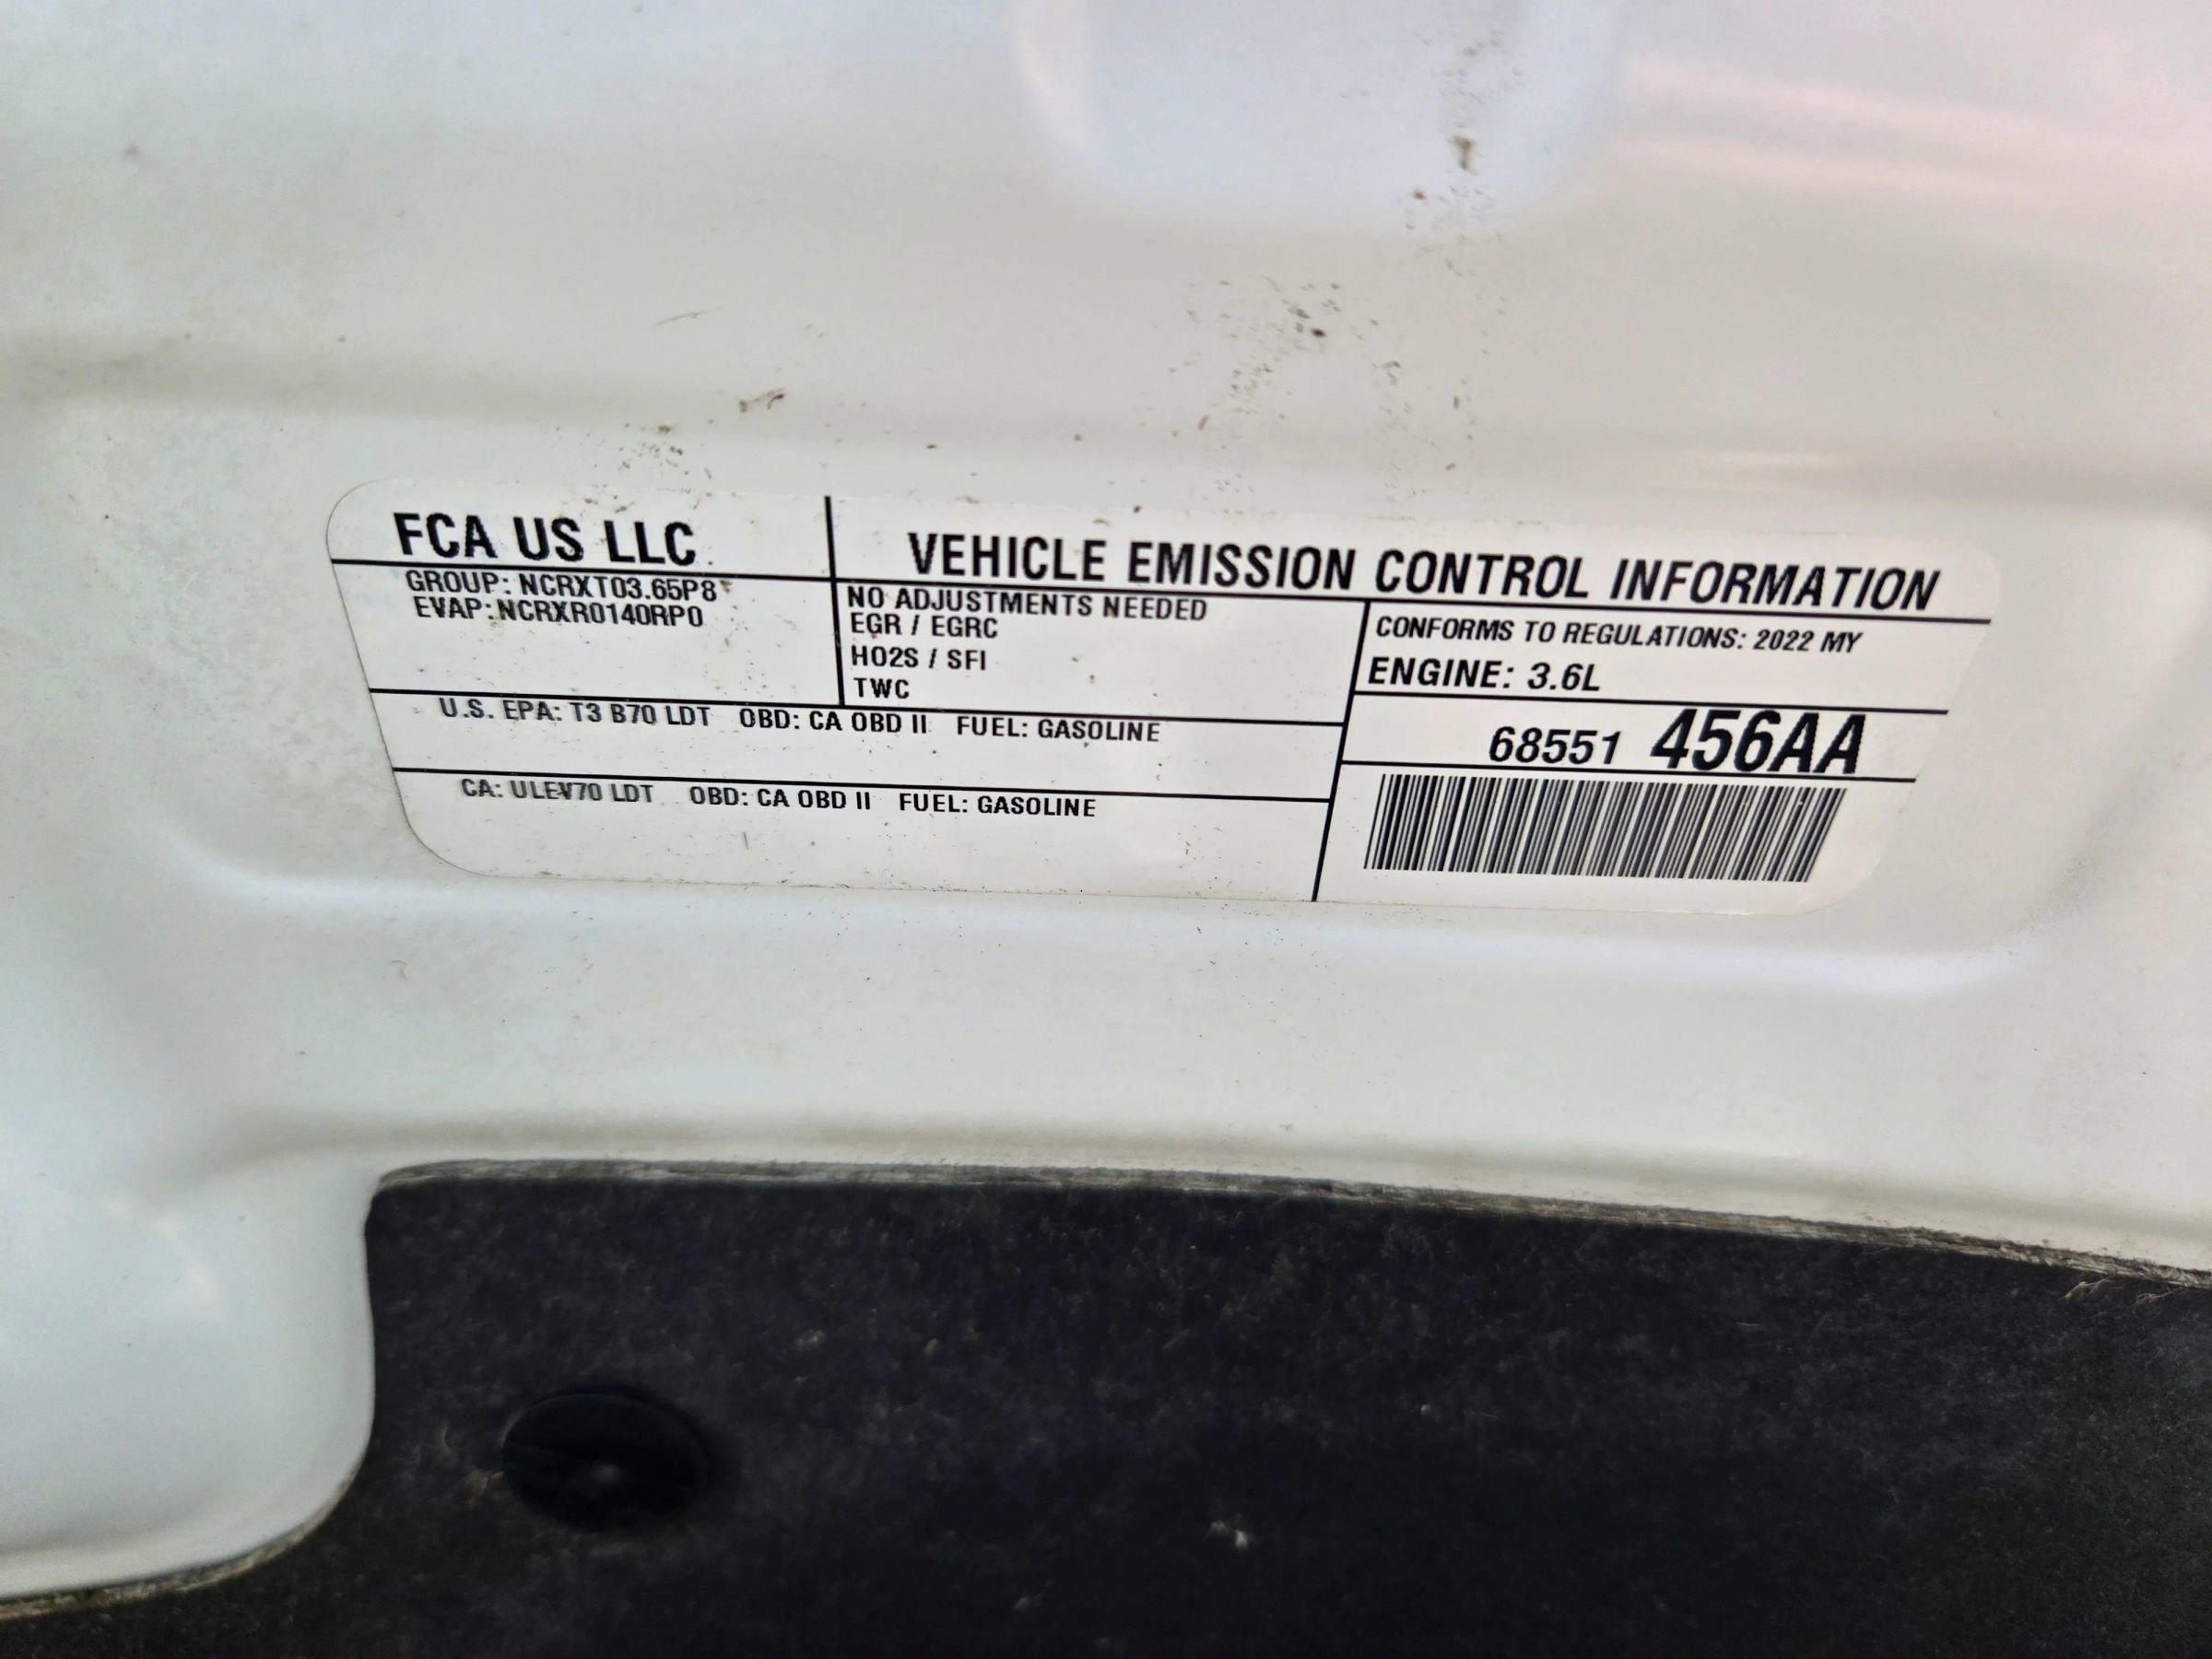 FCA US LLC
VEHICLE EMISSION CONTROL INFORMATION
GROUP: NCRXT03.65P8
EVAP: NCRXR0140RP0
NO ADJUSTMENTS NEEDED
EGR / EGRC
HO2S / SFI
TWC
CONFORMS TO REGULATIONS: 2022 MY
ENGINE: 3.6L
U.S. EPA: T3 B70 LDT OBD: CA OBD II FUEL: GASOLINE
68551 456AA
CA: ULEV70 LDT OBD: CA OBD II FUEL: GASOLINE